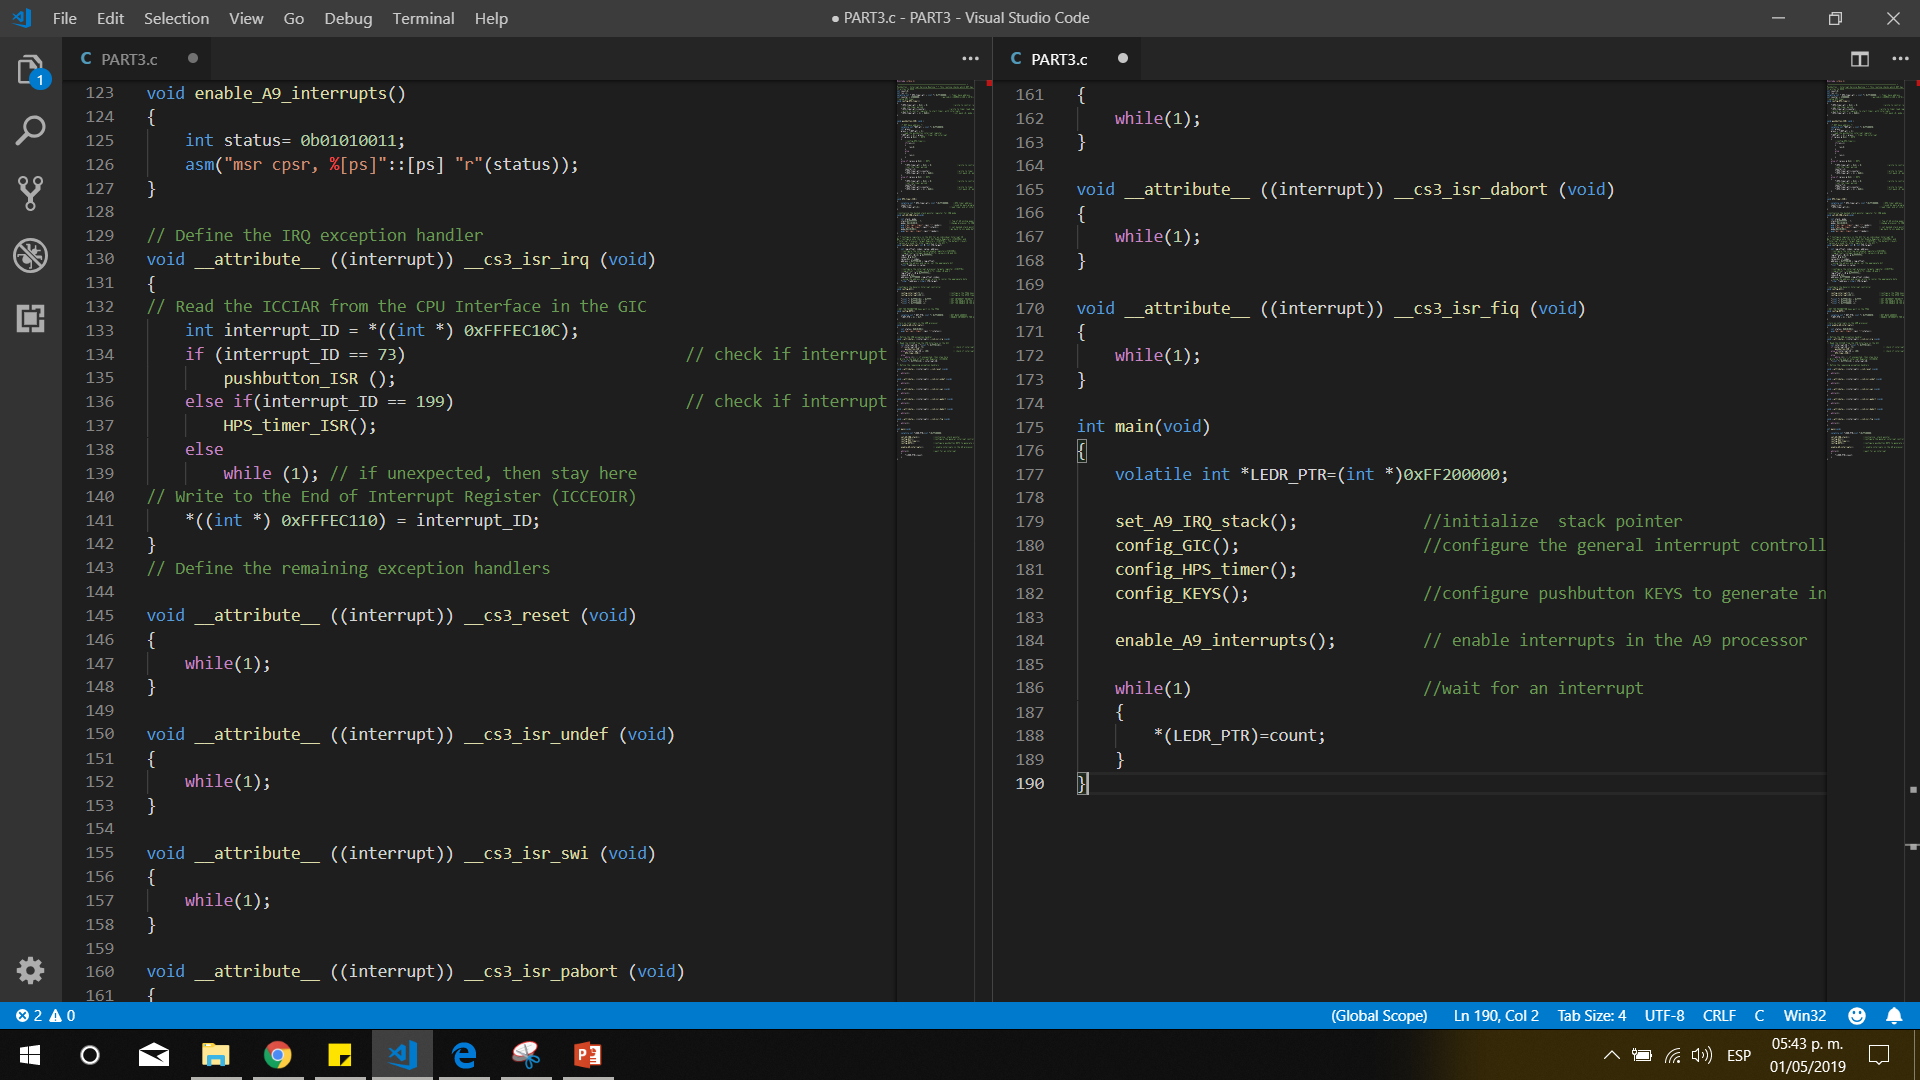 File Edit Selection View Go Debug Terminal Help
● PART3.c - PART3 - Visual Studio Code
1
C PART3.c
123 void enable_A9_interrupts()
124 {
125 int status= 0b01010011;
126 asm("msr cpsr, %[ps]"::[ps] "r"(status));
127 }
128
129 // Define the IRQ exception handler
130 void __attribute__ ((interrupt)) __cs3_isr_irq (void)
131 {
132 // Read the ICCIAR from the CPU Interface in the GIC
133 int interrupt_ID = *((int *) 0xFFFEC10C);
134 if (interrupt_ID == 73) // check if interrupt
135 pushbutton_ISR ();
136 else if(interrupt_ID == 199) // check if interrupt
137 HPS_timer_ISR();
138 else
139 while (1); // if unexpected, then stay here
140 // Write to the End of Interrupt Register (ICCEOIR)
141 *((int *) 0xFFFEC110) = interrupt_ID;
142 }
143 // Define the remaining exception handlers
144
145 void __attribute__ ((interrupt)) __cs3_reset (void)
146 {
147 while(1);
148 }
149
150 void __attribute__ ((interrupt)) __cs3_isr_undef (void)
151 {
152 while(1);
153 }
154
155 void __attribute__ ((interrupt)) __cs3_isr_swi (void)
156 {
157 while(1);
158 }
159
160 void __attribute__ ((interrupt)) __cs3_isr_pabort (void)
161 {
C PART3.c
161 {
162 while(1);
163 }
164
165 void __attribute__ ((interrupt)) __cs3_isr_dabort (void)
166 {
167 while(1);
168 }
169
170 void __attribute__ ((interrupt)) __cs3_isr_fiq (void)
171 {
172 while(1);
173 }
174
175 int main(void)
176 {
177 volatile int *LEDR_PTR=(int *)0xFF200000;
178
179 set_A9_IRQ_stack(); //initialize  stack pointer
180 config_GIC(); //configure the general interrupt controll
181 config_HPS_timer();
182 config_KEYS(); //configure pushbutton KEYS to generate in
183
184 enable_A9_interrupts(); // enable interrupts in the A9 processor
185
186 while(1) //wait for an interrupt
187 {
188 *(LEDR_PTR)=count;
189 }
190 }
2 0
(Global Scope) Ln 190, Col 2 Tab Size: 4 UTF-8 CRLF C Win32
ESP
05:43 p. m.
01/05/2019